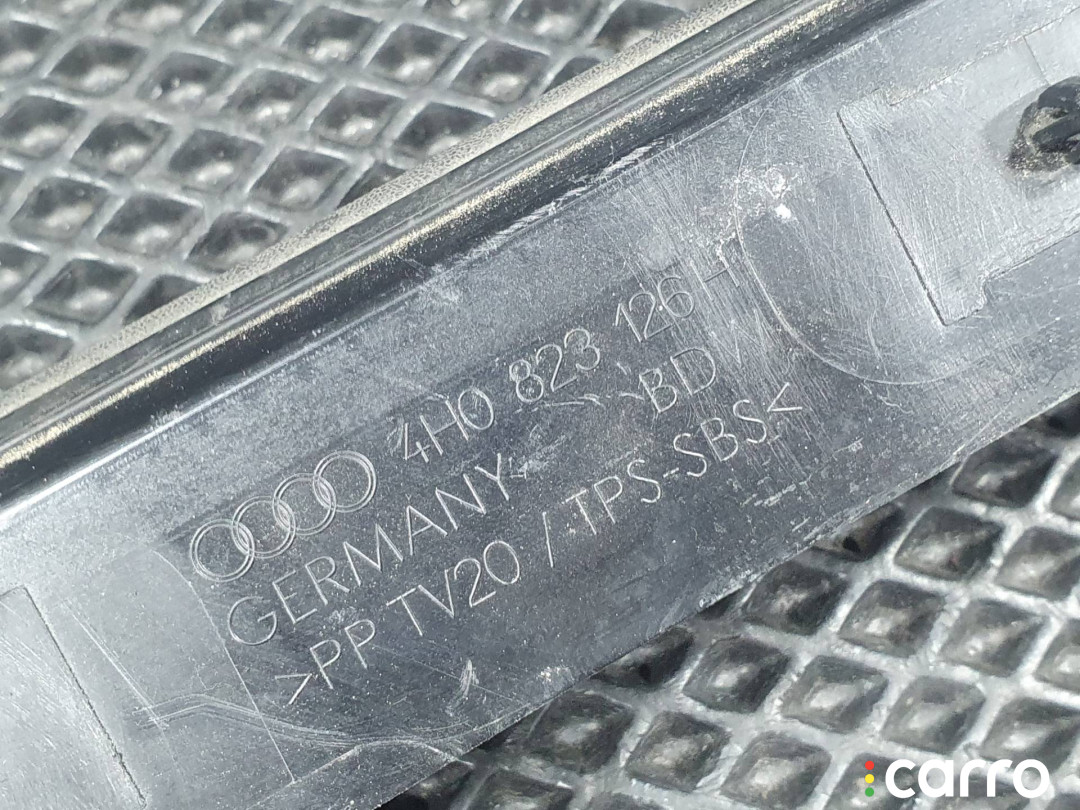 4H0 823 126 H
GERMANY BD
>PP TV20 / TPS-SBS<
carro